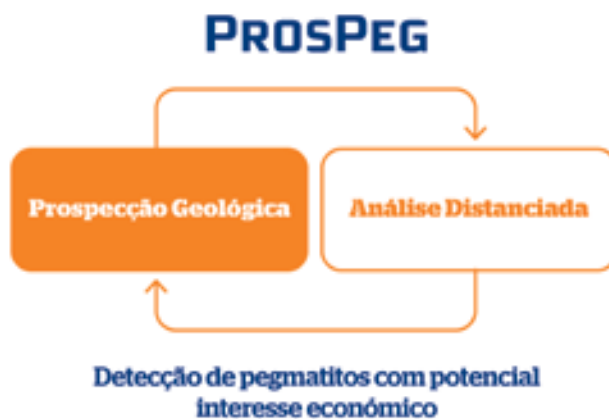 PROSPEG
Prospecção Geológica
Análise Distanciada
Detecção de pegmatitos com potencial
interesse económico